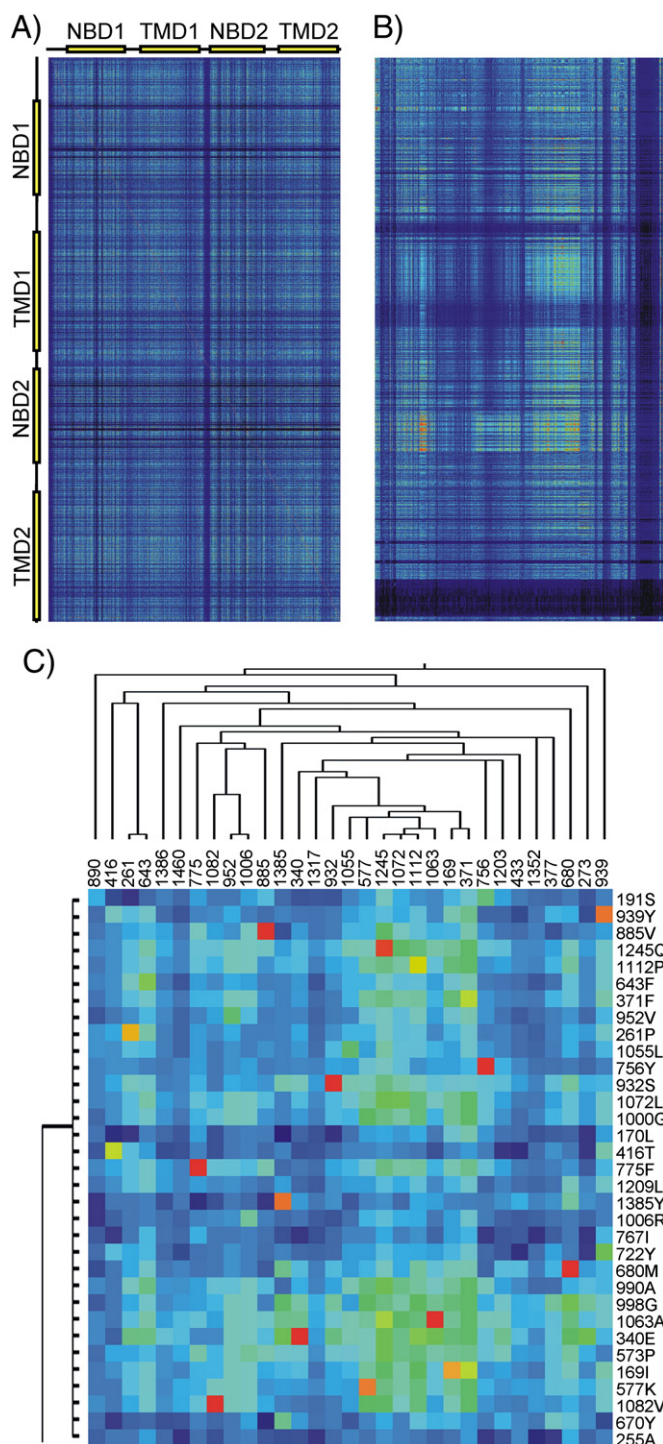 A)
NBD1 TMD1 NBD2 TMD2
B)
NBD1
TMD1
NBD2
TMD2
C)
890 416 261 643 1386 1460 775 1082 952 1006 885 1385 340 1317 932 1055 577 1245 1072 1112 1063 169 371 756 1203 433 1352 377 680 273 939
191S
939Y
885V
1245Q
1112P
643F
371F
952V
261P
1055L
756Y
932S
1072L
1000G
170L
416T
775F
1209L
1385Y
1006R
767I
722Y
680M
990A
998G
1063A
340E
573P
169I
577K
1082V
670Y
255A